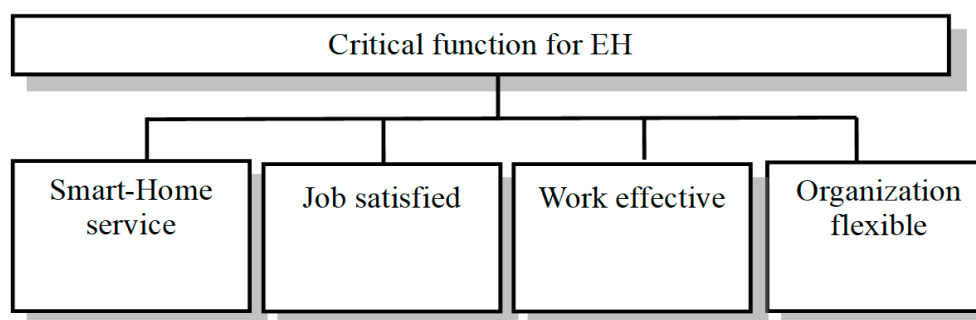 Critical function for EH
Smart-Home
service
Job satisfied
Work effective
Organization
flexible